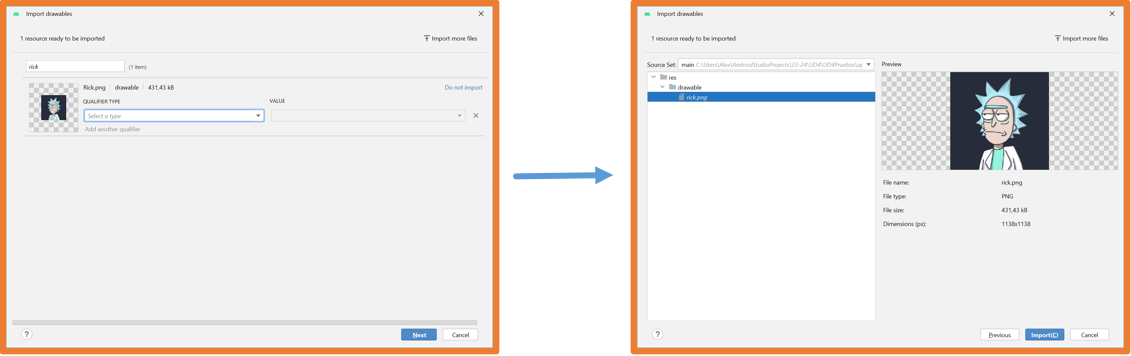 Import drawables
1 resource ready to be imported
Import more files
rick
(1 item)
Rick.png drawable 431,43 kB
Do not import
QUALIFIER TYPE
VALUE
Select a type
Add another qualifier
?
Next
Cancel
Import drawables
1 resource ready to be imported
Import more files
Source Set: main C:\Users\Alex\AndroidStudioProjects\23-24\UD4\UD4Prueba\
Preview
res
drawable
rick.png
File name: rick.png
File type: PNG
File size: 431,43 kB
Dimensions (px): 1138x1138
?
Previous
Import(C)
Cancel